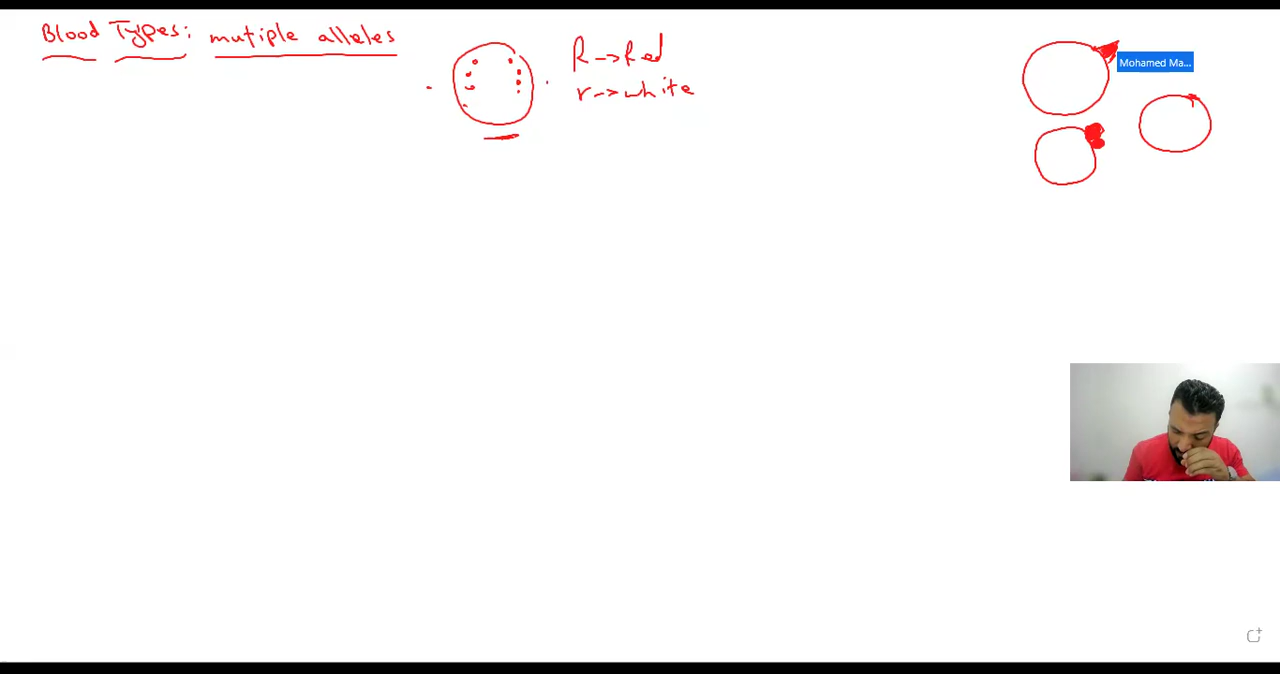 Blood Types: mutiple alleles
R → Red
r → white
Mohamed Ma...